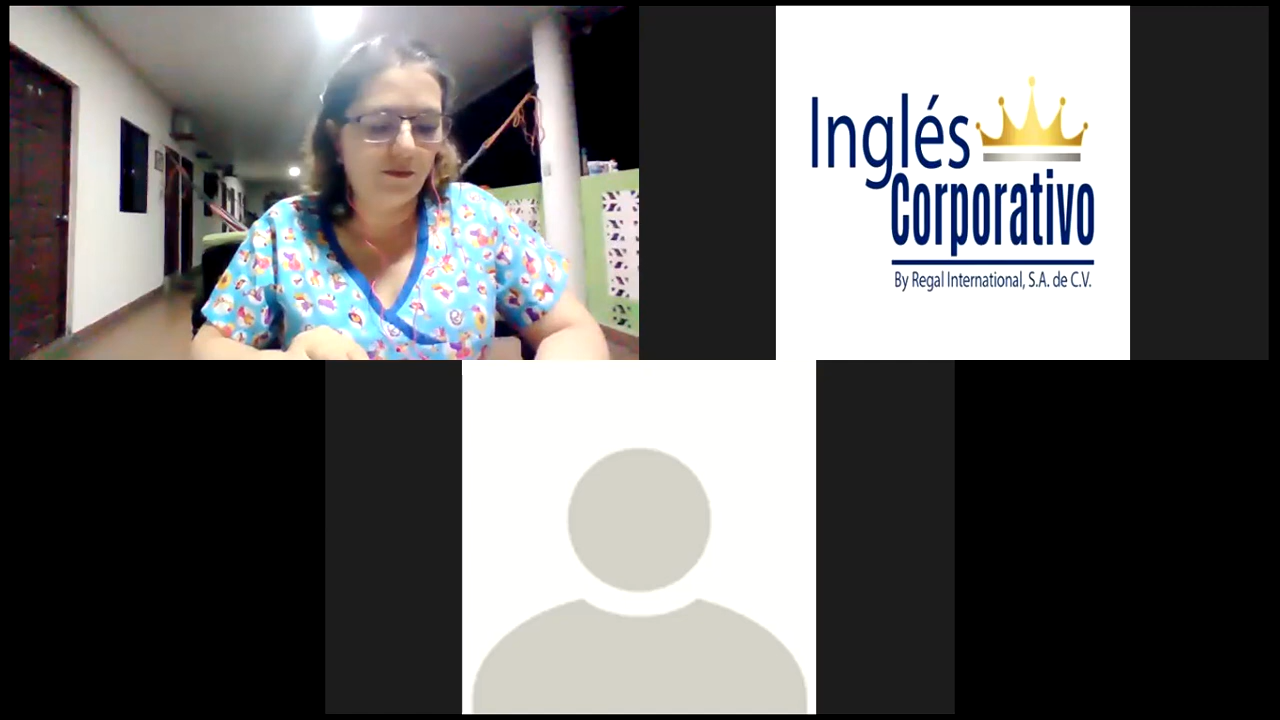 Inglés
Corporativo
By Regal International, S.A. de C.V.